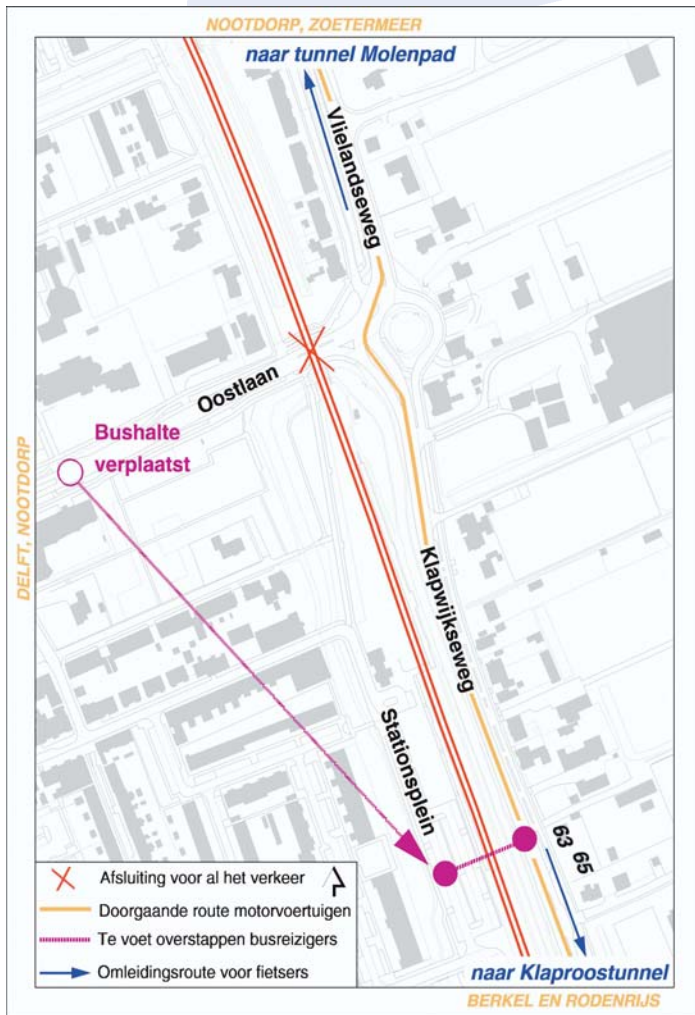 NOOTDORP, ZOETERMEER
naar tunnel Molenpad
Vlielandseweg
Oostlaan
Bushalte
verplaatst
DELFT, NOOTDORP
Klapwijkseweg
Stationsplein
63 65
Afsluiting voor al het verkeer
Doorgaande route motorvoertuigen
Te voet overstappen busreizigers
Omleidingsroute voor fietsers
naar Klaproostunnel
BERKEL EN RODENRIJS